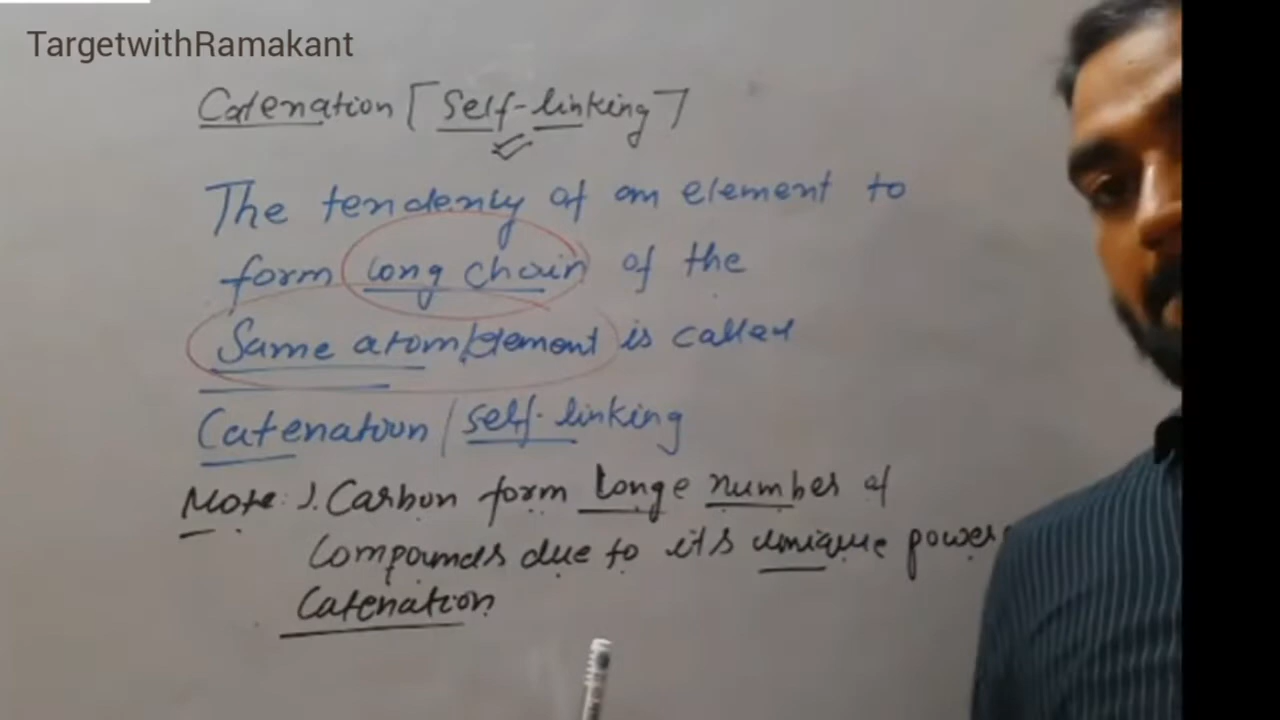 TargetwithRamakant
Catenation [Self-linking]
The tendency of an element to
form long chain of the
Same atom/element is called
Catenation/self-linking
Note: 1. Carbon form longe number of
Compounds due to its unique power
Catenation